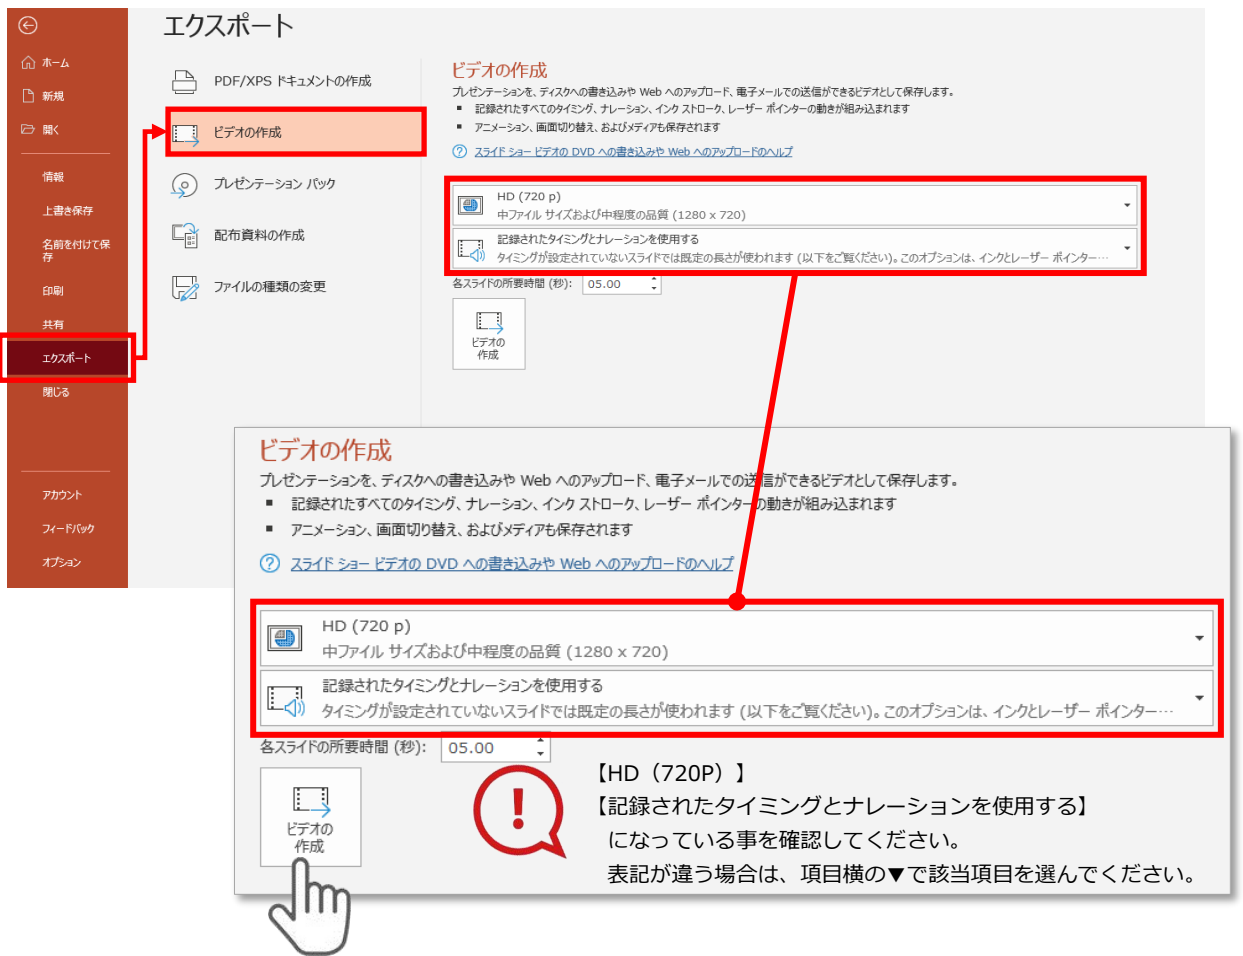 エクスポート
ホーム
新規
開く
情報
上書き保存
名前を付けて保
存
印刷
共有
エクスポート
閉じる
アカウント
フィードバック
オプション
PDF/XPS ドキュメントの作成
ビデオの作成
プレゼンテーション パック
配布資料の作成
ファイルの種類の変更
ビデオの作成
プレゼンテーションを、ディスクへの書き込みや Web へのアップロード、電子メールでの送信ができるビデオとして保存します。
■ 記録されたすべてのタイミング、ナレーション、インク ストローク、レーザー ポインターの動きが組み込まれます
■ アニメーション、画面切り替え、およびメディアも保存されます
? スライド ショー ビデオの DVD への書き込みや Web へのアップロードのヘルプ
HD (720 p)
中ファイル サイズおよび中程度の品質 (1280 x 720)
記録されたタイミングとナレーションを使用する
タイミングが設定されていないスライドでは既定の長さが使われます (以下をご覧ください)。このオプションは、インクとレーザー ポインター…
各スライドの所要時間 (秒): 05.00
ビデオの
作成
ビデオの作成
プレゼンテーションを、ディスクへの書き込みや Web へのアップロード、電子メールでの送信ができるビデオとして保存します。
■ 記録されたすべてのタイミング、ナレーション、インク ストローク、レーザー ポインターの動きが組み込まれます
■ アニメーション、画面切り替え、およびメディアも保存されます
? スライド ショー ビデオの DVD への書き込みや Web へのアップロードのヘルプ
HD (720 p)
中ファイル サイズおよび中程度の品質 (1280 x 720)
記録されたタイミングとナレーションを使用する
タイミングが設定されていないスライドでは既定の長さが使われます (以下をご覧ください)。このオプションは、インクとレーザー ポインター…
各スライドの所要時間 (秒): 05.00
ビデオの
作成
!
【HD（720P）】
【記録されたタイミングとナレーションを使用する】
になっている事を確認してください。
表記が違う場合は、項目横の▼で該当項目を選んでください。